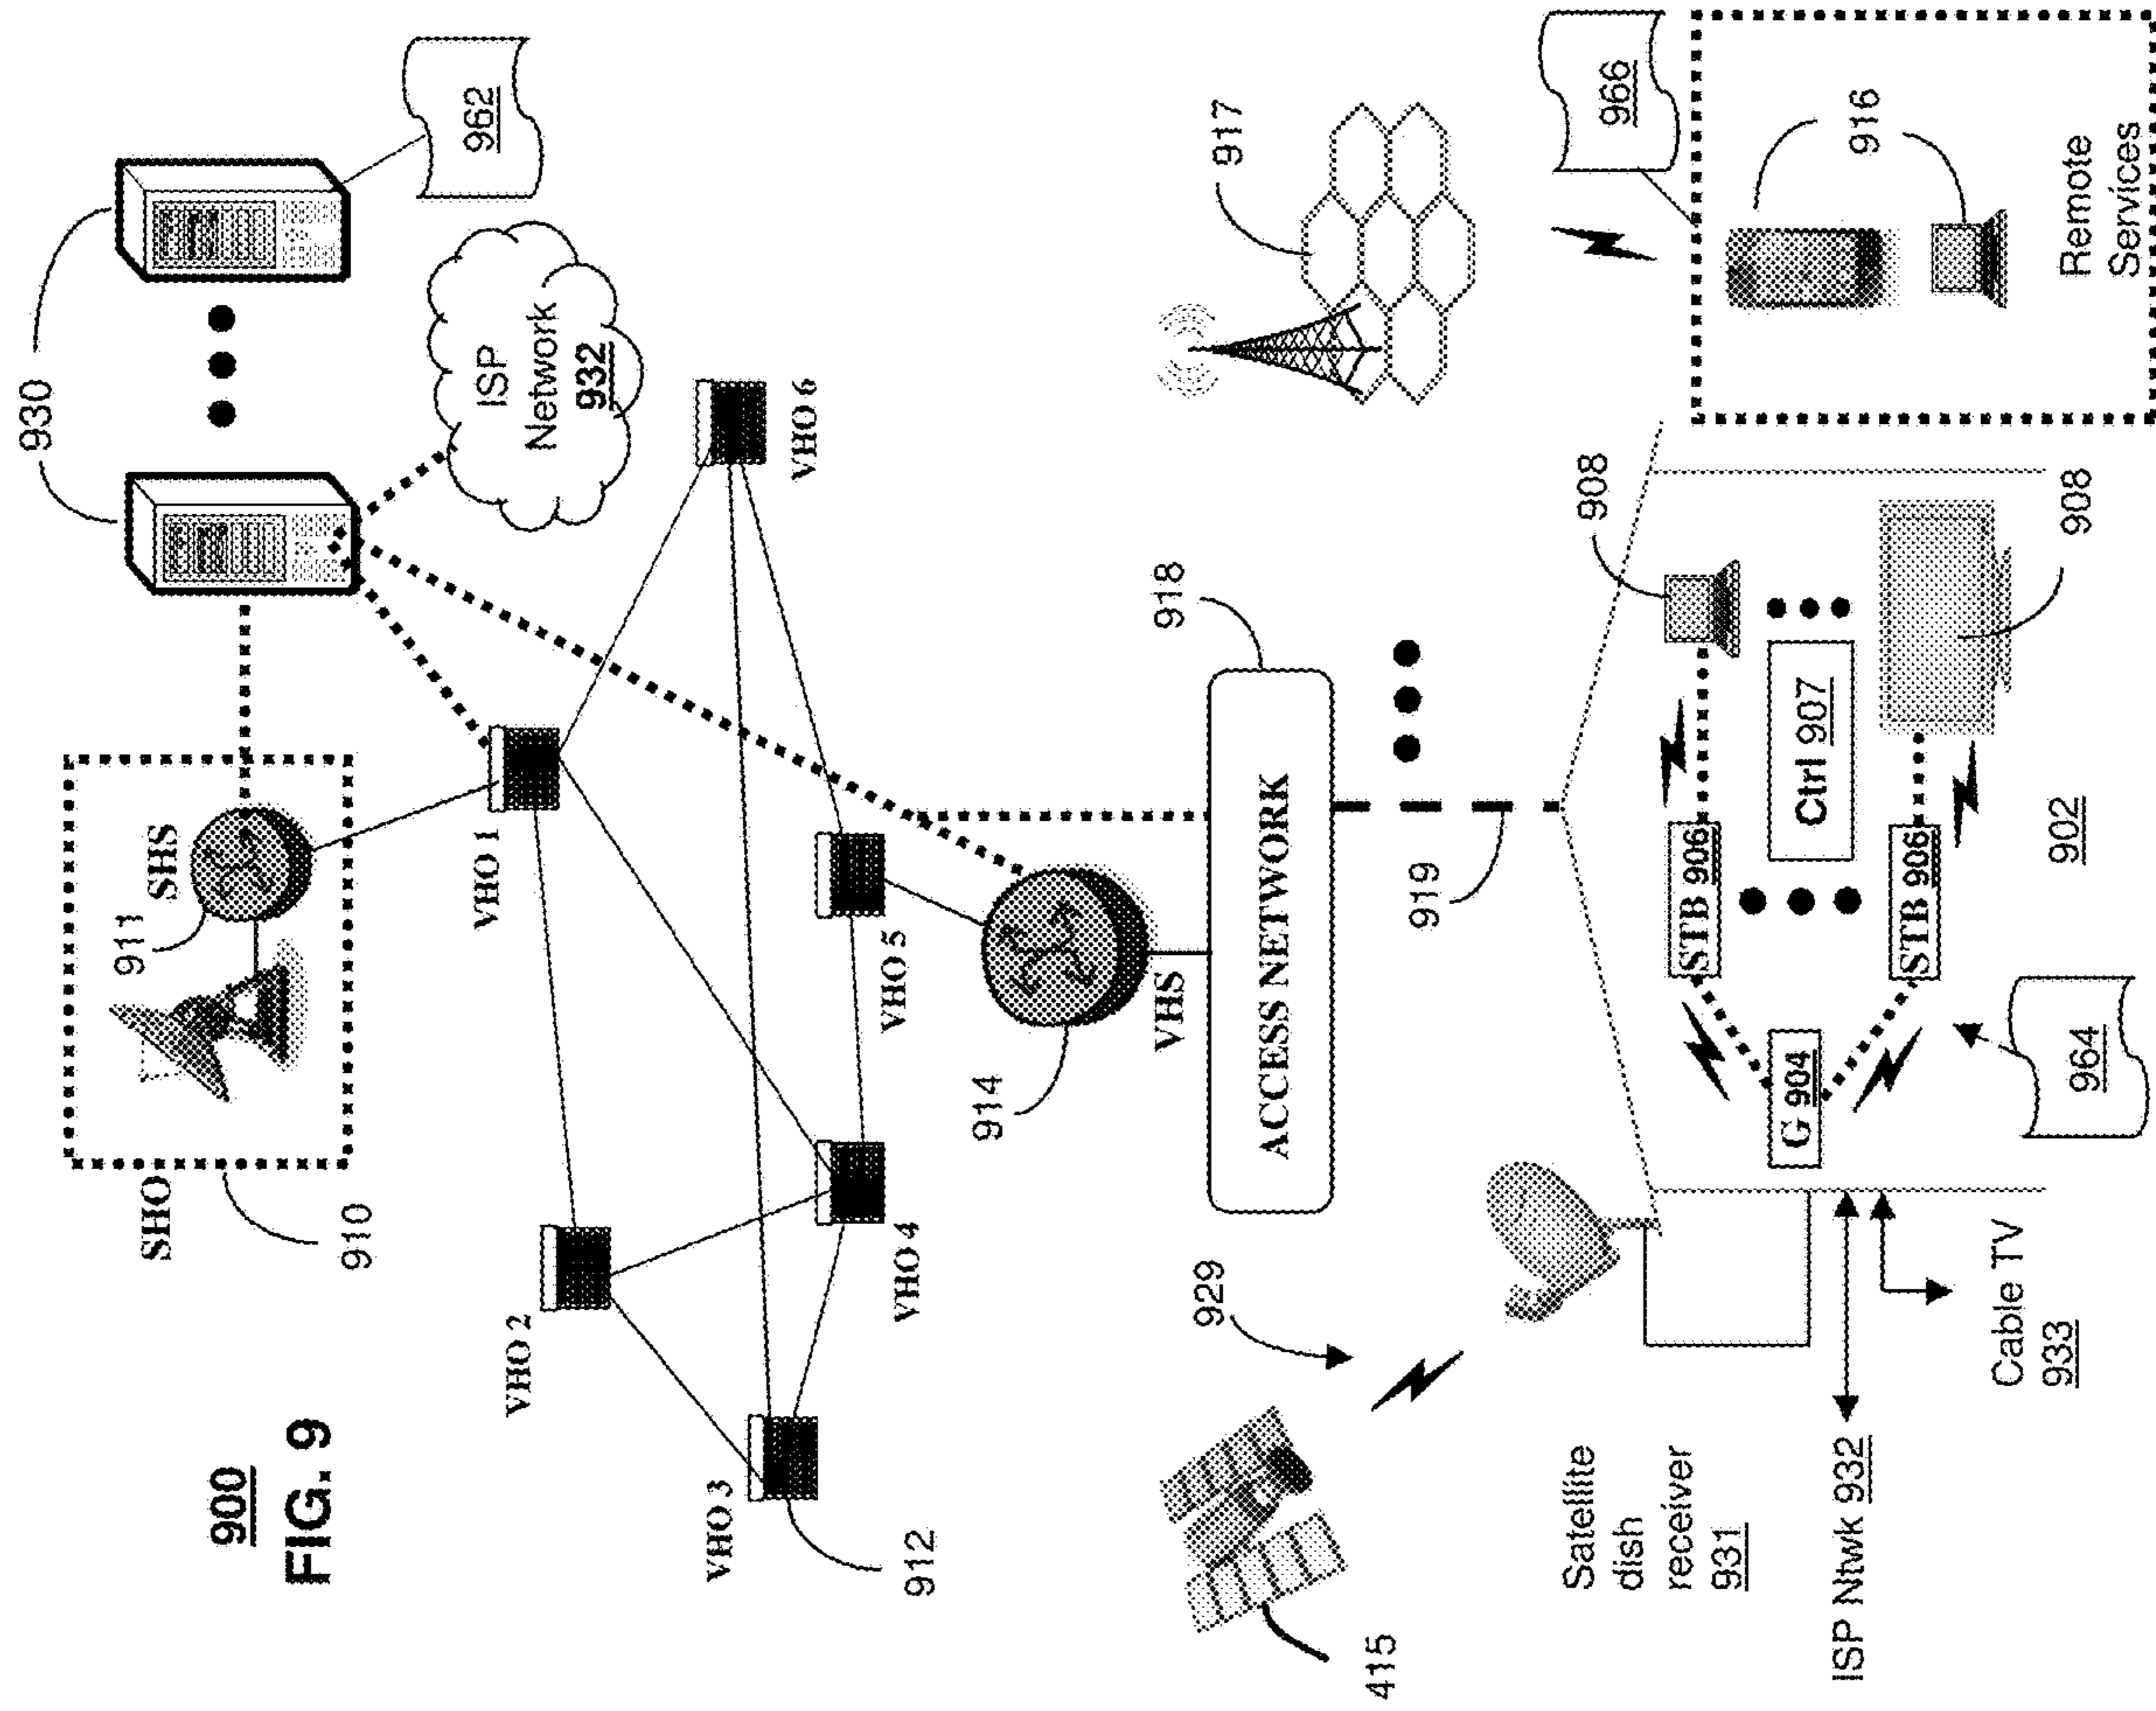 900
FIG. 9
SHO
910
911
SHS
930
962
ISP
Network
932
VHO 1
VHO 2
VHO 3
912
VHO 4
VHO 5
VHO 6
914
VHS
918
ACCESS NETWORK
919
917
929
415
Satellite
dish
receiver
931
ISP Ntwk 932
Cable TV
933
G 904
STB 906
STB 906
Ctrl 907
908
908
902
964
966
916
Remote
Services